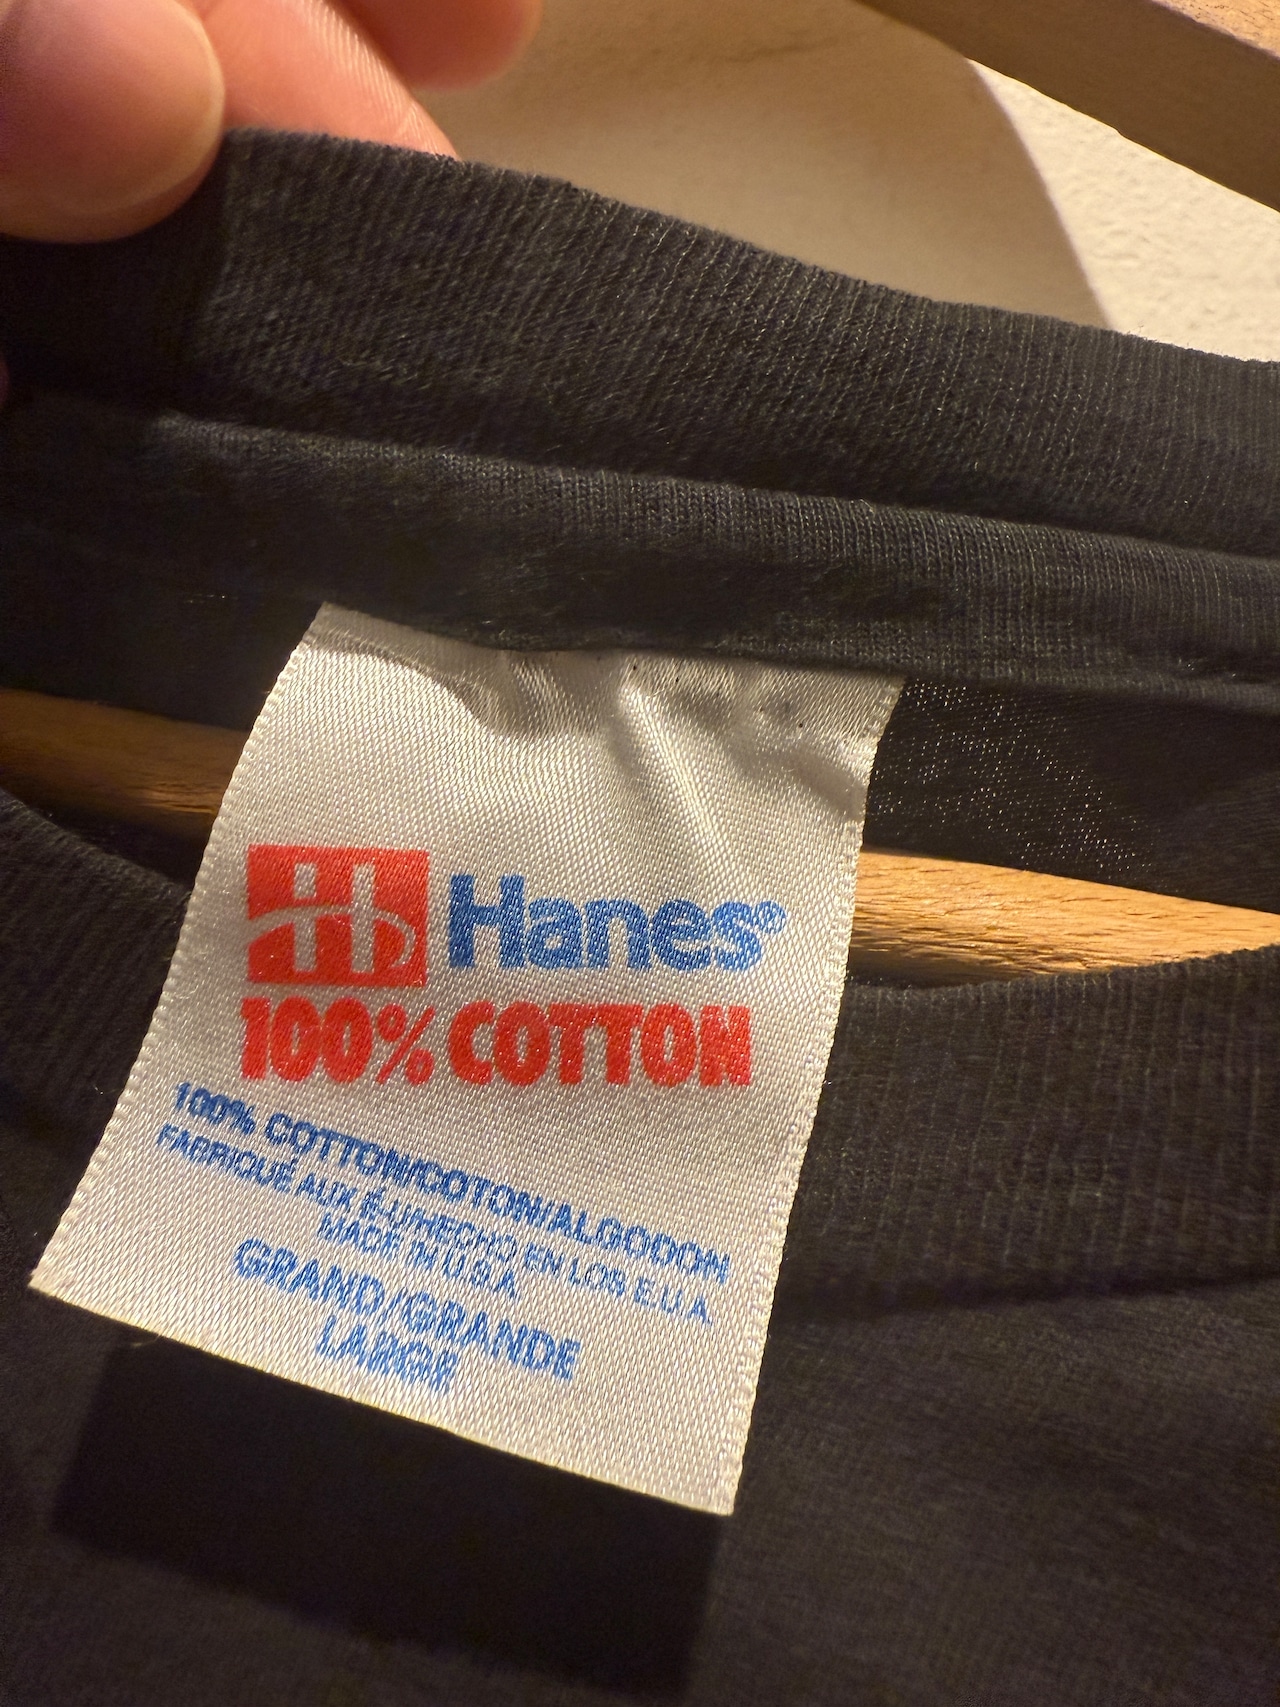 Hanes®
100% COTTON
100% COTTON/COTON/ALGODON
FABRIQUÉ AUX É-U/HECHO EN LOS E.U.A.
MADE IN U.S.A.
GRAND/GRANDE
LARGE